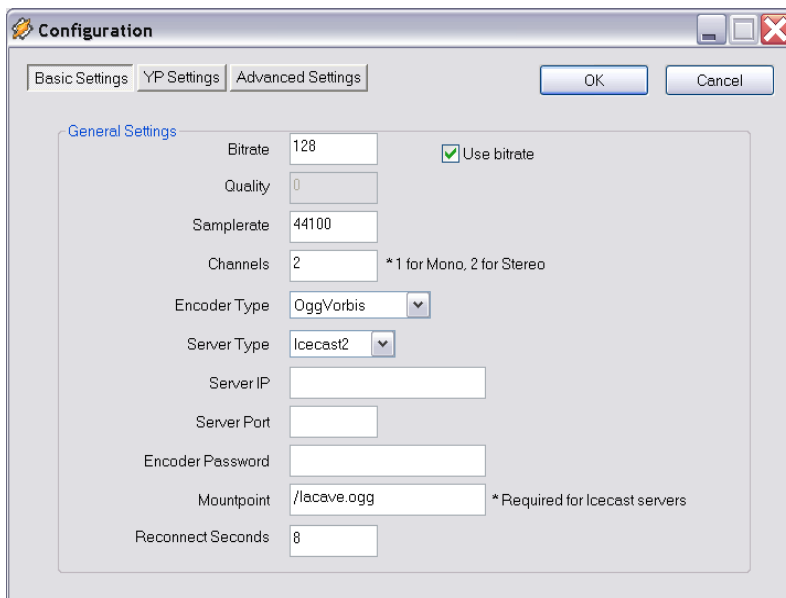 Configuration
Basic Settings YP Settings Advanced Settings OK Cancel
General Settings
Bitrate 128 Use bitrate
Quality 0
Samplerate 44100
Channels 2 * 1 for Mono, 2 for Stereo
Encoder Type OggVorbis
Server Type Icecast2
Server IP
Server Port
Encoder Password
Mountpoint /lacave.ogg * Required for Icecast servers
Reconnect Seconds 8